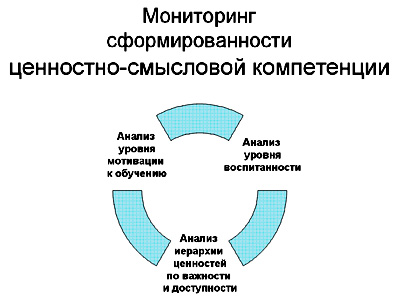 Мониторинг
сформированности
ценностно-смысловой компетенции
Анализ
уровня
мотивации
к обучению
Анализ
уровня
воспитанности
Анализ
иерархии
ценностей
по важности
и доступности